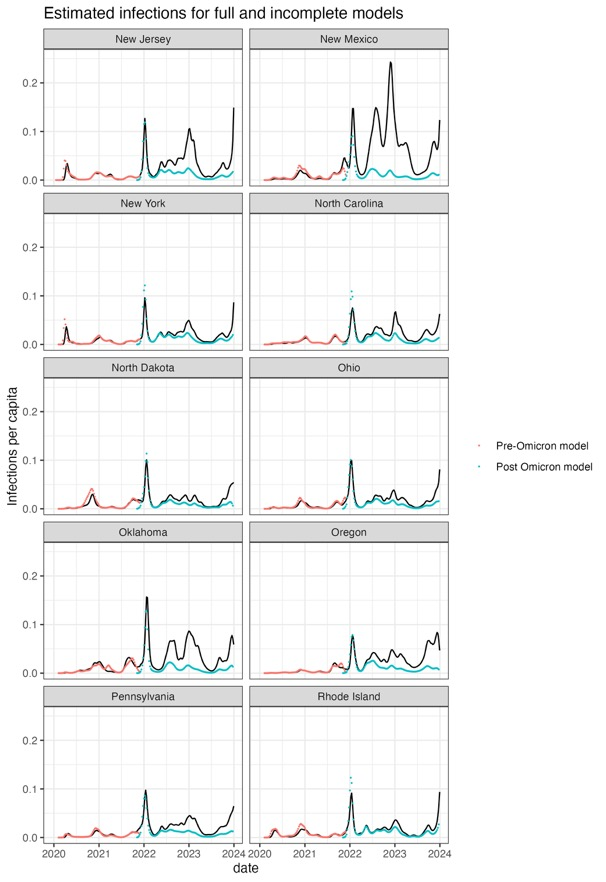 Estimated infections for full and incomplete models
New Jersey
New Mexico
0.2
0.1
0.0
New York
North Carolina
0.2
0.1
0.0
North Dakota
Ohio
0.2
0.1
0.0
Oklahoma
Oregon
0.2
0.1
0.0
Pennsylvania
Rhode Island
0.2
0.1
0.0
2020
2021
2022
2023
2024
2020
2021
2022
2023
2024
date
Infections per capita
Pre-Omicron model
Post Omicron model